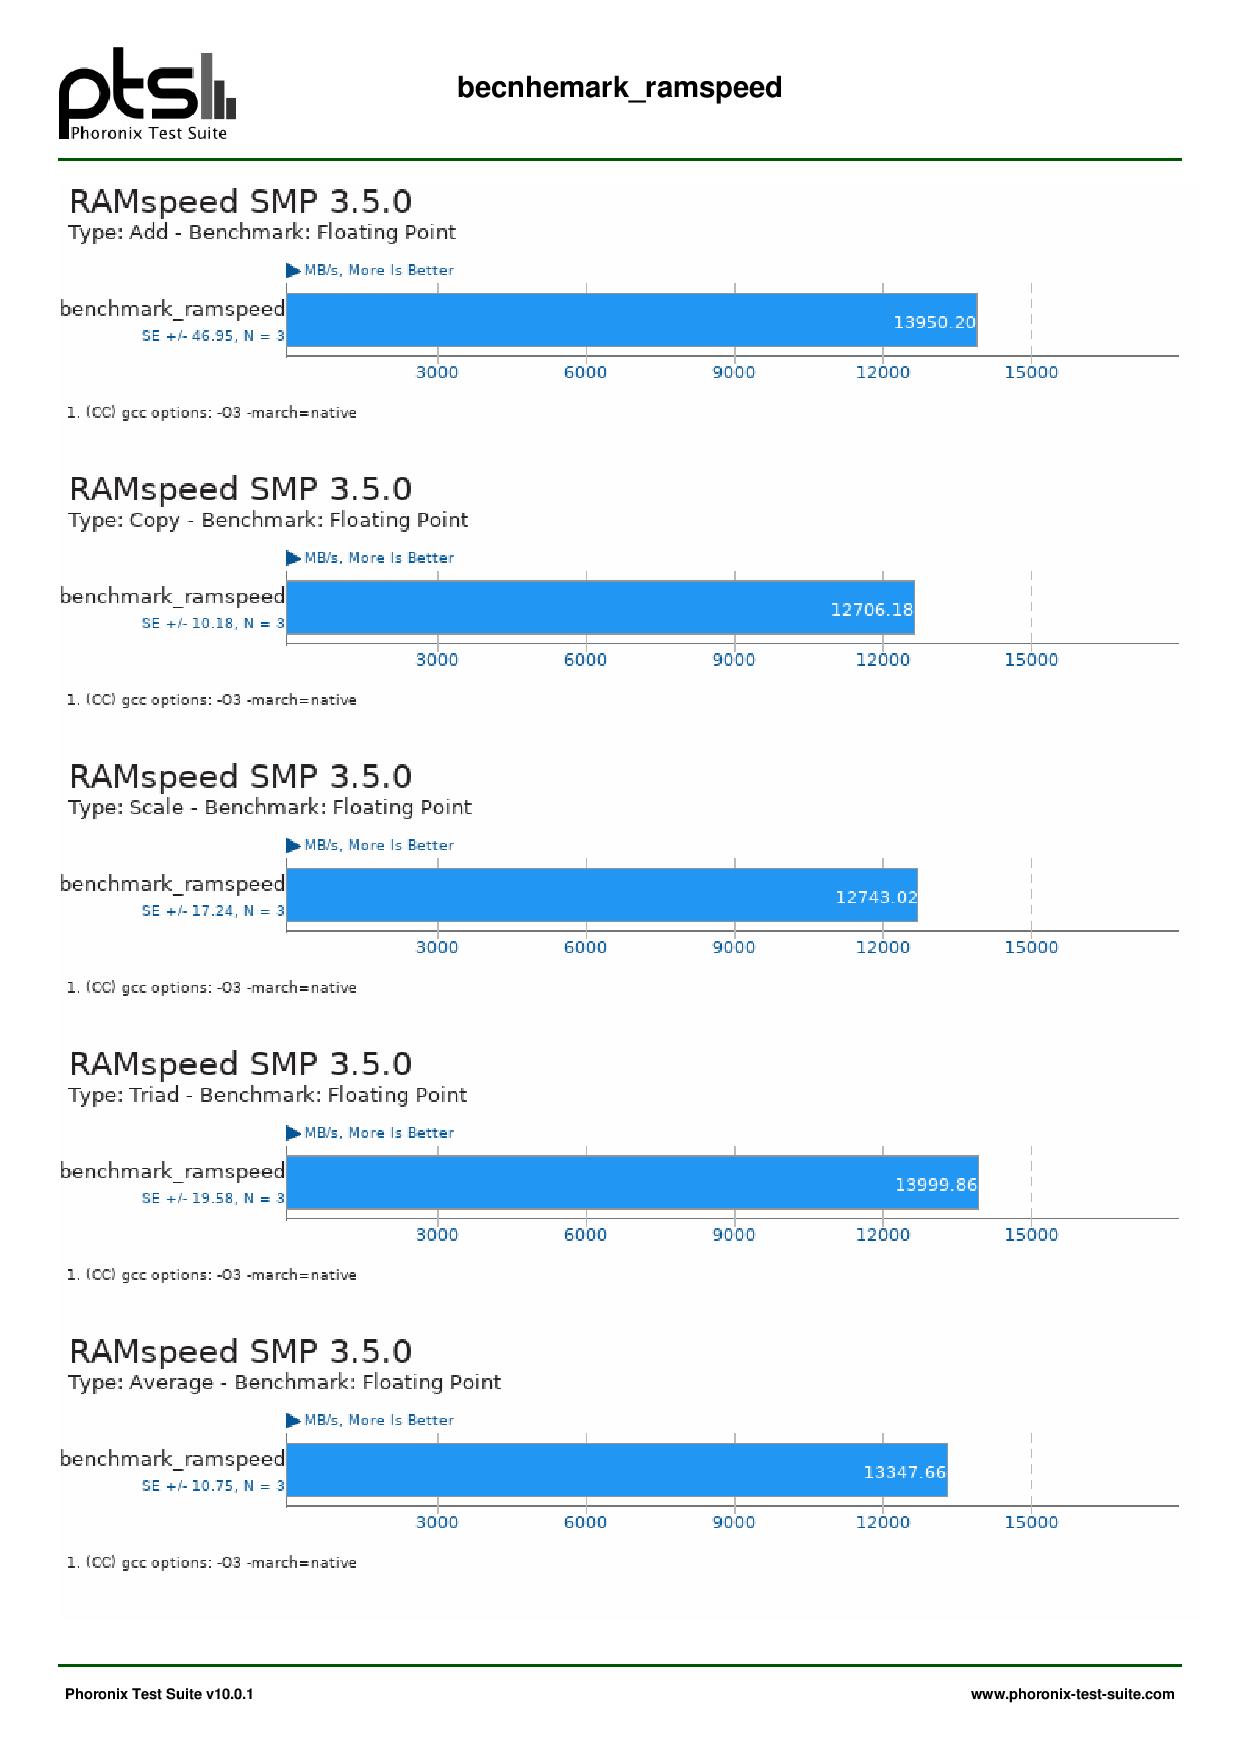 pts
Phoronix Test Suite
becnhemark_ramspeed
RAMspeed SMP 3.5.0
Type: Add - Benchmark: Floating Point
MB/s, More Is Better
benchmark_ramspeed
13950.20
SE +/- 46.95, N = 3
3000 6000 9000 12000 15000
1. (CC) gcc options: -O3 -march=native
RAMspeed SMP 3.5.0
Type: Copy - Benchmark: Floating Point
MB/s, More Is Better
benchmark_ramspeed
12706.18
SE +/- 10.18, N = 3
3000 6000 9000 12000 15000
1. (CC) gcc options: -O3 -march=native
RAMspeed SMP 3.5.0
Type: Scale - Benchmark: Floating Point
MB/s, More Is Better
benchmark_ramspeed
12743.02
SE +/- 17.24, N = 3
3000 6000 9000 12000 15000
1. (CC) gcc options: -O3 -march=native
RAMspeed SMP 3.5.0
Type: Triad - Benchmark: Floating Point
MB/s, More Is Better
benchmark_ramspeed
13999.86
SE +/- 19.58, N = 3
3000 6000 9000 12000 15000
1. (CC) gcc options: -O3 -march=native
RAMspeed SMP 3.5.0
Type: Average - Benchmark: Floating Point
MB/s, More Is Better
benchmark_ramspeed
13347.66
SE +/- 10.75, N = 3
3000 6000 9000 12000 15000
1. (CC) gcc options: -O3 -march=native
Phoronix Test Suite v10.0.1
www.phoronix-test-suite.com